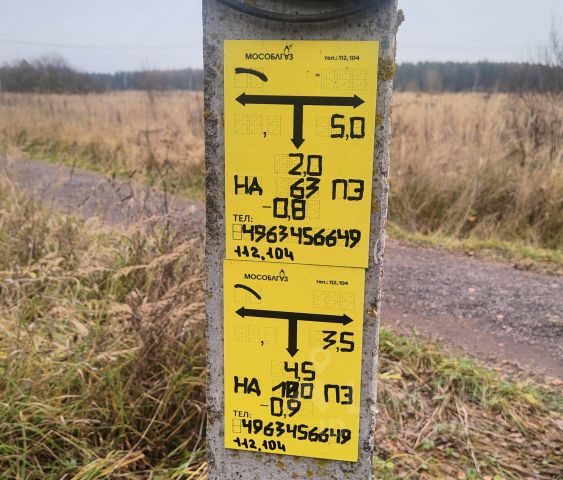 МОСОБЛГАЗ тел.: 112, 104
, 5,0
2,0
НА 63 ПЭ
-0,8
ТЕЛ:
84963456649
112,104
МОСОБЛГАЗ тел.: 112, 104
, 3,5
4,5
НА 100 ПЭ
-0,9
ТЕЛ:
84963456649
112,104